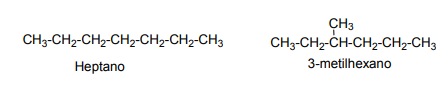 CH₃-CH₂-CH₂-CH₂-CH₂-CH₂-CH₃
Heptano
CH₃
CH₃-CH₂-CH-CH₂-CH₂-CH₃
3-metilhexano